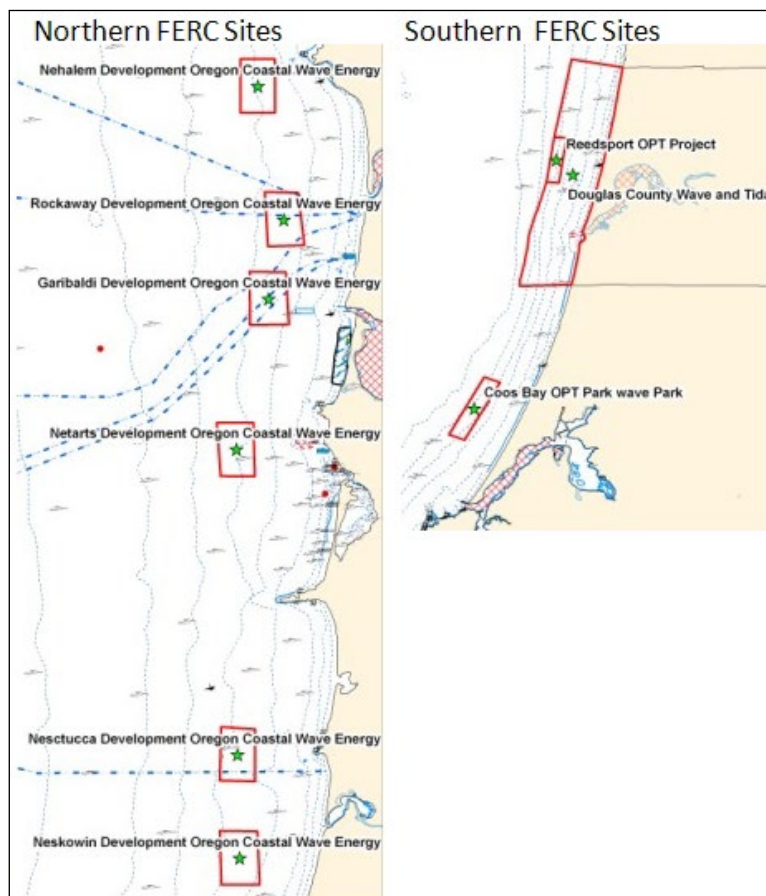 Northern FERC Sites
Nehalem Development Oregon Coastal Wave Energy
Rockaway Development Oregon Coastal Wave Energy
Garibaldi Development Oregon Coastal Wave Energy
Netarts Development Oregon Coastal Wave Energy
Nesctucca Development Oregon Coastal Wave Energy
Neskowin Development Oregon Coastal Wave Energy
Southern FERC Sites
Reedsport OPT Project
Douglas County Wave and Tida
Coos Bay OPT Park wave Park